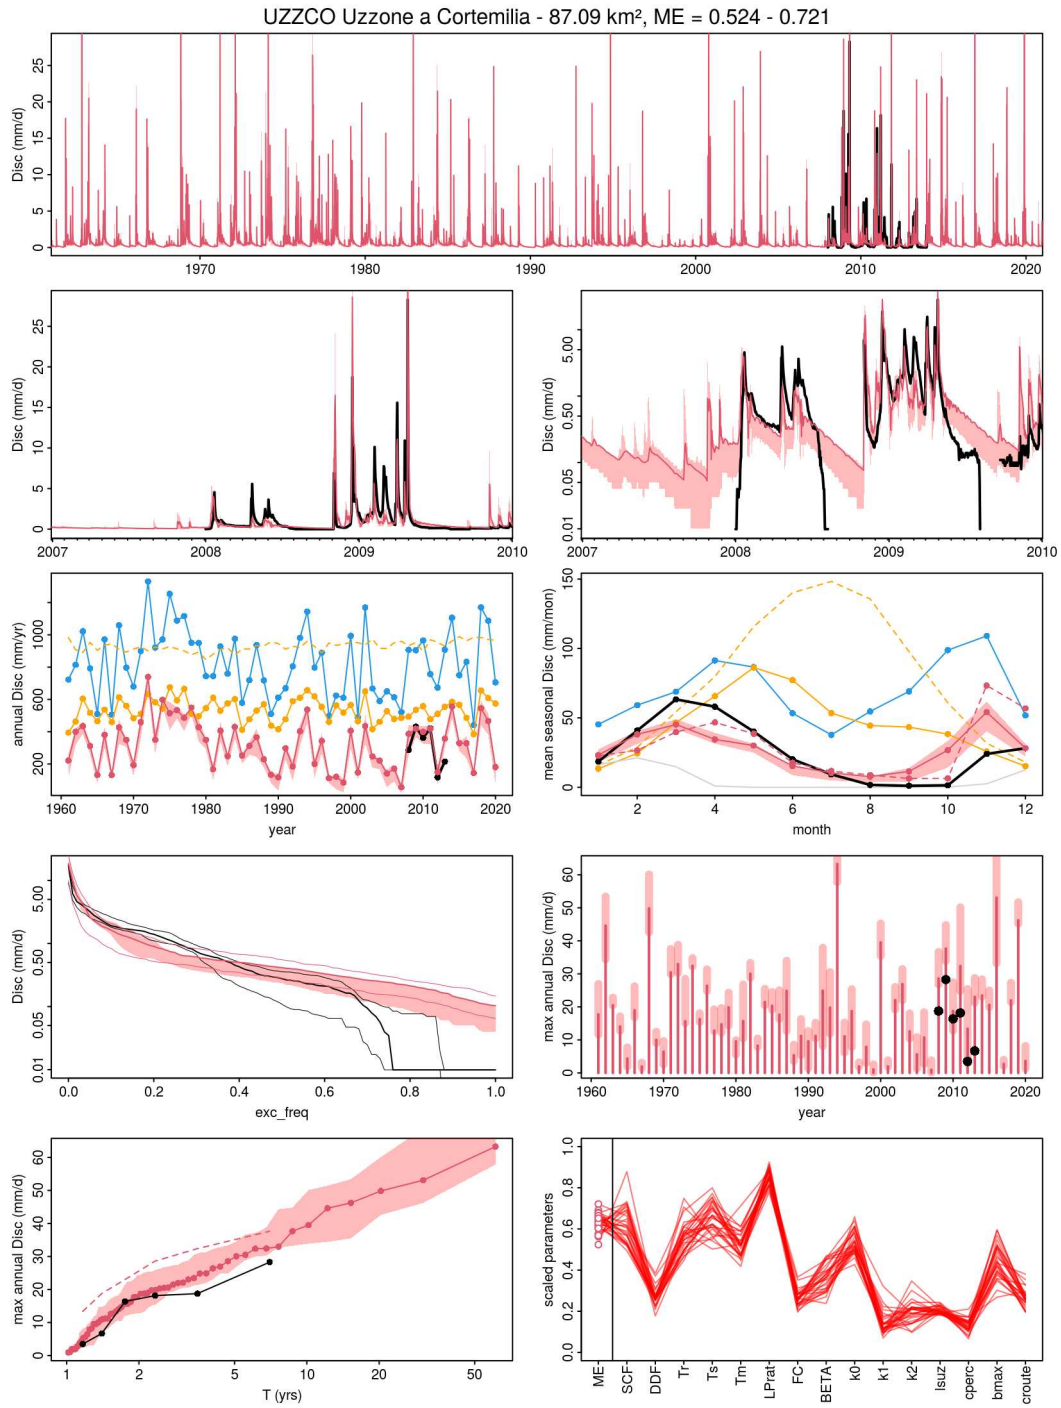 UZZCO Uzzone a Cortemilia - 87.09 km², ME = 0.524 - 0.721
Disc (mm/d)
0 5 10 15 20 25
1970 1980 1990 2000 2010 2020
Disc (mm/d)
0 5 10 15 20 25
2007 2008 2009 2010
Disc (mm/d)
0.01 0.05 0.50 5.00
2007 2008 2009 2010
annual Disc (mm/yr)
200 600 1000
1960 1970 1980 1990 2000 2010 2020
year
mean seasonal Disc (mm/mon)
0 50 100 150
2 4 6 8 10 12
month
Disc (mm/d)
0.01 0.05 0.50 5.00
0.0 0.2 0.4 0.6 0.8 1.0
exc_freq
max annual Disc (mm/d)
0 10 20 30 40 50 60
1960 1970 1980 1990 2000 2010 2020
year
max annual Disc (mm/d)
0 10 20 30 40 50 60
1 2 5 10 20 50
T (yrs)
scaled parameters
0.0 0.2 0.4 0.6 0.8 1.0
ME SCF DDF Tr Ts Tm LPrat FC BETA k0 k1 k2 lsuz cperc bmax croute